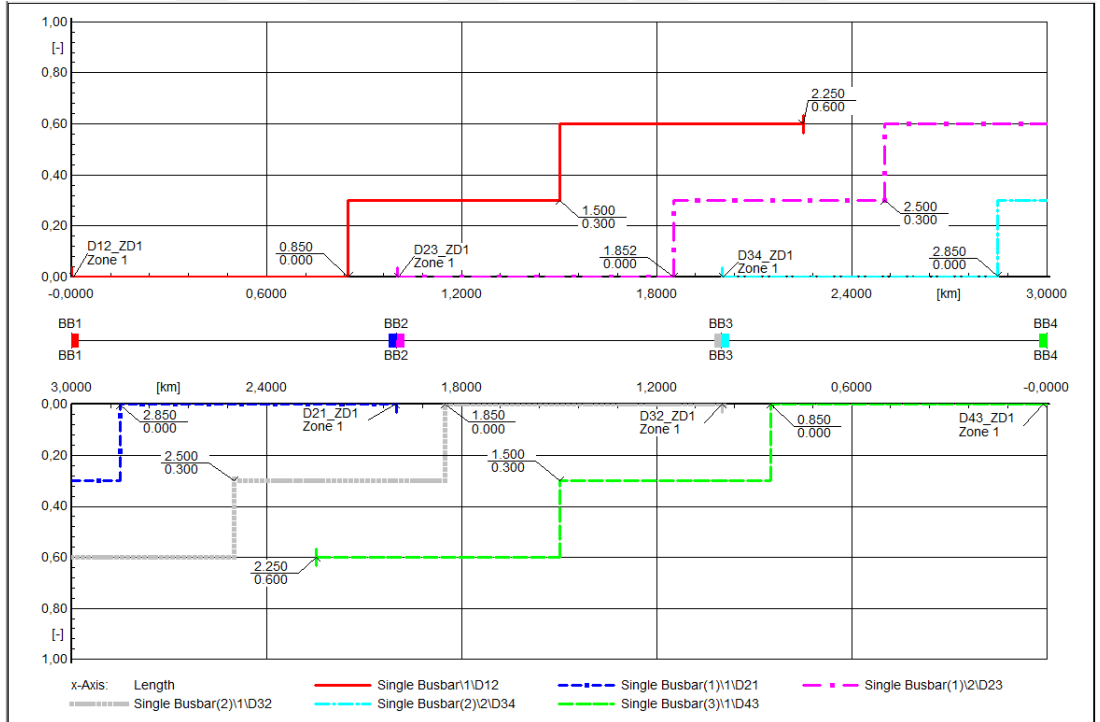 1,00
[-]
0,80
2.250
0.600
0,60
0,40
1.500
0.300
2.500
0.300
0,20
D12_ZD1
Zone 1
0.850
0.000
D23_ZD1
Zone 1
1.852
0.000
D34_ZD1
Zone 1
2.850
0.000
0,00
-0,0000 0,6000 1,2000 1,8000 2,4000 [km] 3,0000
BB1 BB2 BB3 BB4
BB1 BB2 BB3 BB4
3,0000 [km] 2,4000 1,8000 1,2000 0,6000 -0,0000
0,00
2.850
0.000
D21_ZD1
Zone 1
1.850
0.000
D32_ZD1
Zone 1
0.850
0.000
D43_ZD1
Zone 1
0,20
2.500
0.300
1.500
0.300
0,40
0,60
2.250
0.600
0,80
[-]
1,00
x-Axis: Length Single Busbar\1\D12 Single Busbar(1)\1\D21 Single Busbar(1)\2\D23
Single Busbar(2)\1\D32 Single Busbar(2)\2\D34 Single Busbar(3)\1\D43